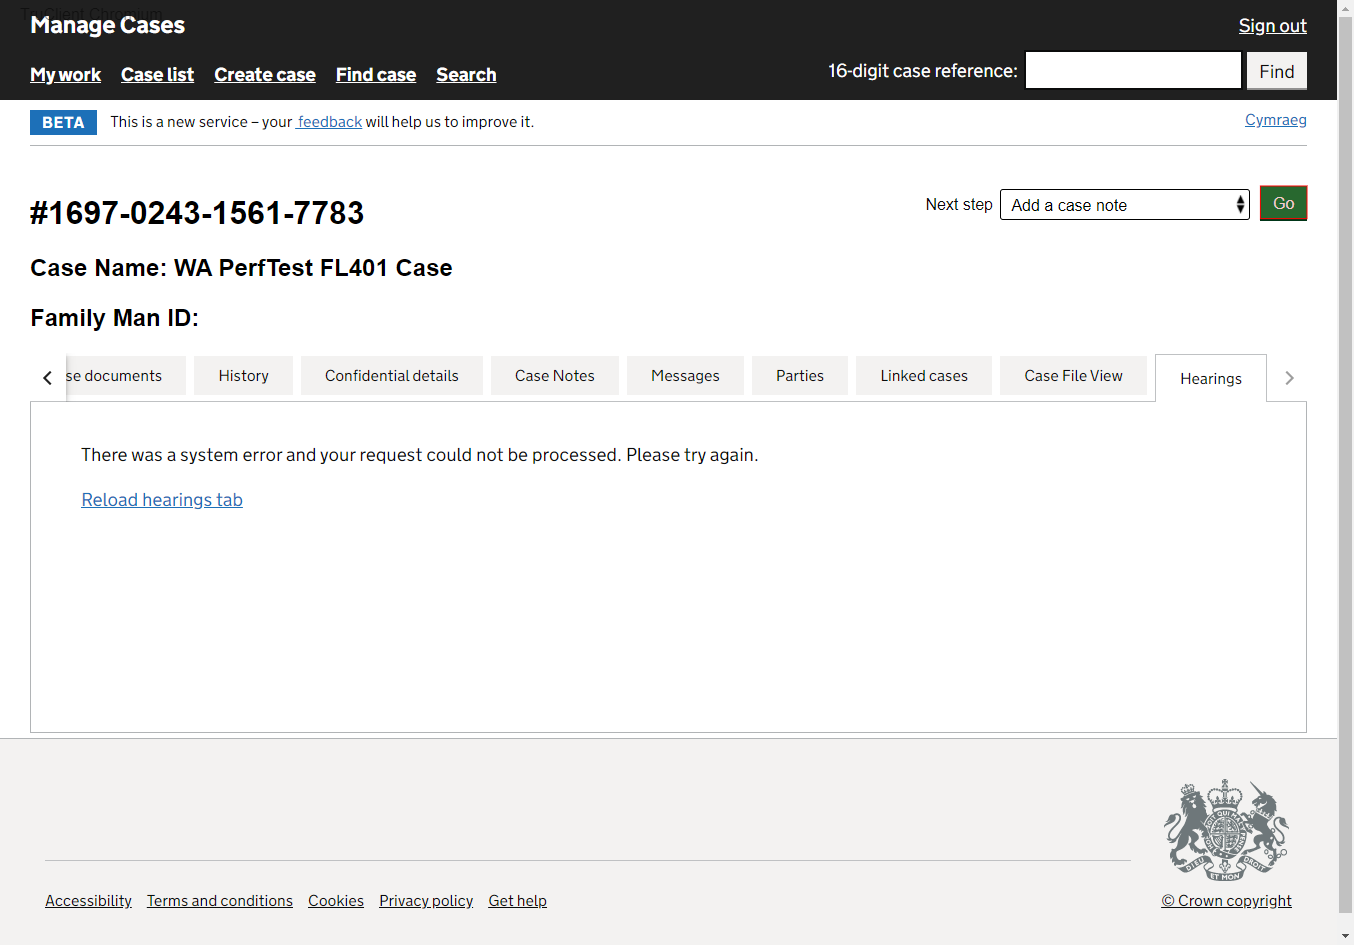 TruClient Chromium
Manage Cases
Sign out
My work Case list Create case Find case Search
16-digit case reference: Find
BETA This is a new service – your feedback will help us to improve it.
Cymraeg
#1697-0243-1561-7783
Next step Add a case note Go
Case Name: WA PerfTest FL401 Case
Family Man ID:
se documents History Confidential details Case Notes Messages Parties Linked cases Case File View Hearings
There was a system error and your request could not be processed. Please try again.
Reload hearings tab
DIEU ET MON DROIT
Accessibility Terms and conditions Cookies Privacy policy Get help
© Crown copyright